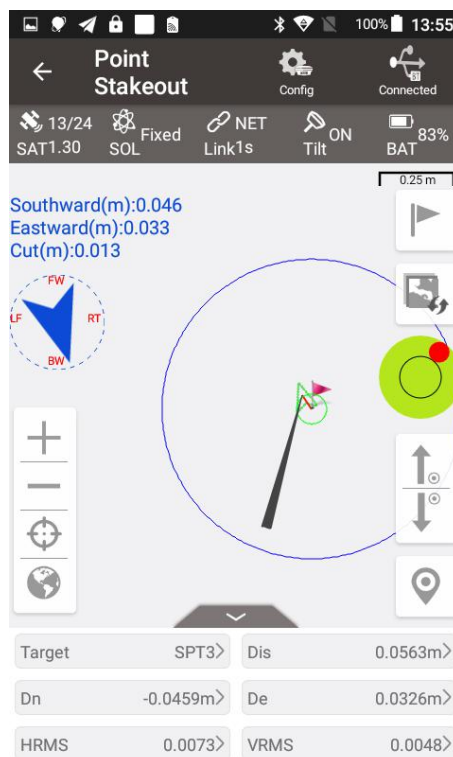 100% 13:55
Point
Stakeout
Config
Connected
13/24
SAT1.30
Fixed
SOL
NET
Link1s
ON
Tilt
83%
BAT
0.25 m
Southward(m):0.046
Eastward(m):0.033
Cut(m):0.013
FW
LF
RT
BW
Target SPT3
Dis 0.0563m
Dn -0.0459m
De 0.0326m
HRMS 0.0073
VRMS 0.0048